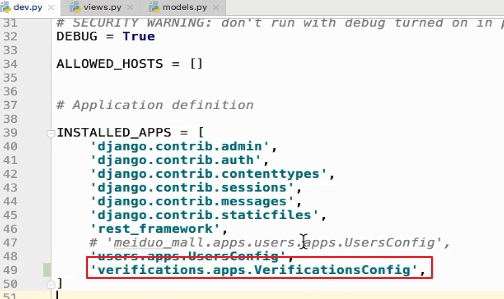 dev.py × views.py × models.py ×
31 # SECURITY WARNING: don't run with debug turned on in p
32 DEBUG = True
33
34 ALLOWED_HOSTS = []
35
36
37 # Application definition
38
39 INSTALLED_APPS = [
40 'django.contrib.admin',
41 'django.contrib.auth',
42 'django.contrib.contenttypes',
43 'django.contrib.sessions',
44 'django.contrib.messages',
45 'django.contrib.staticfiles',
46 'rest_framework',
47 # 'meiduo_mall.apps.users.apps.UsersConfig',
48 'users.apps.UsersConfig',
49 'verifications.apps.VerificationsConfig',
50 ]
51